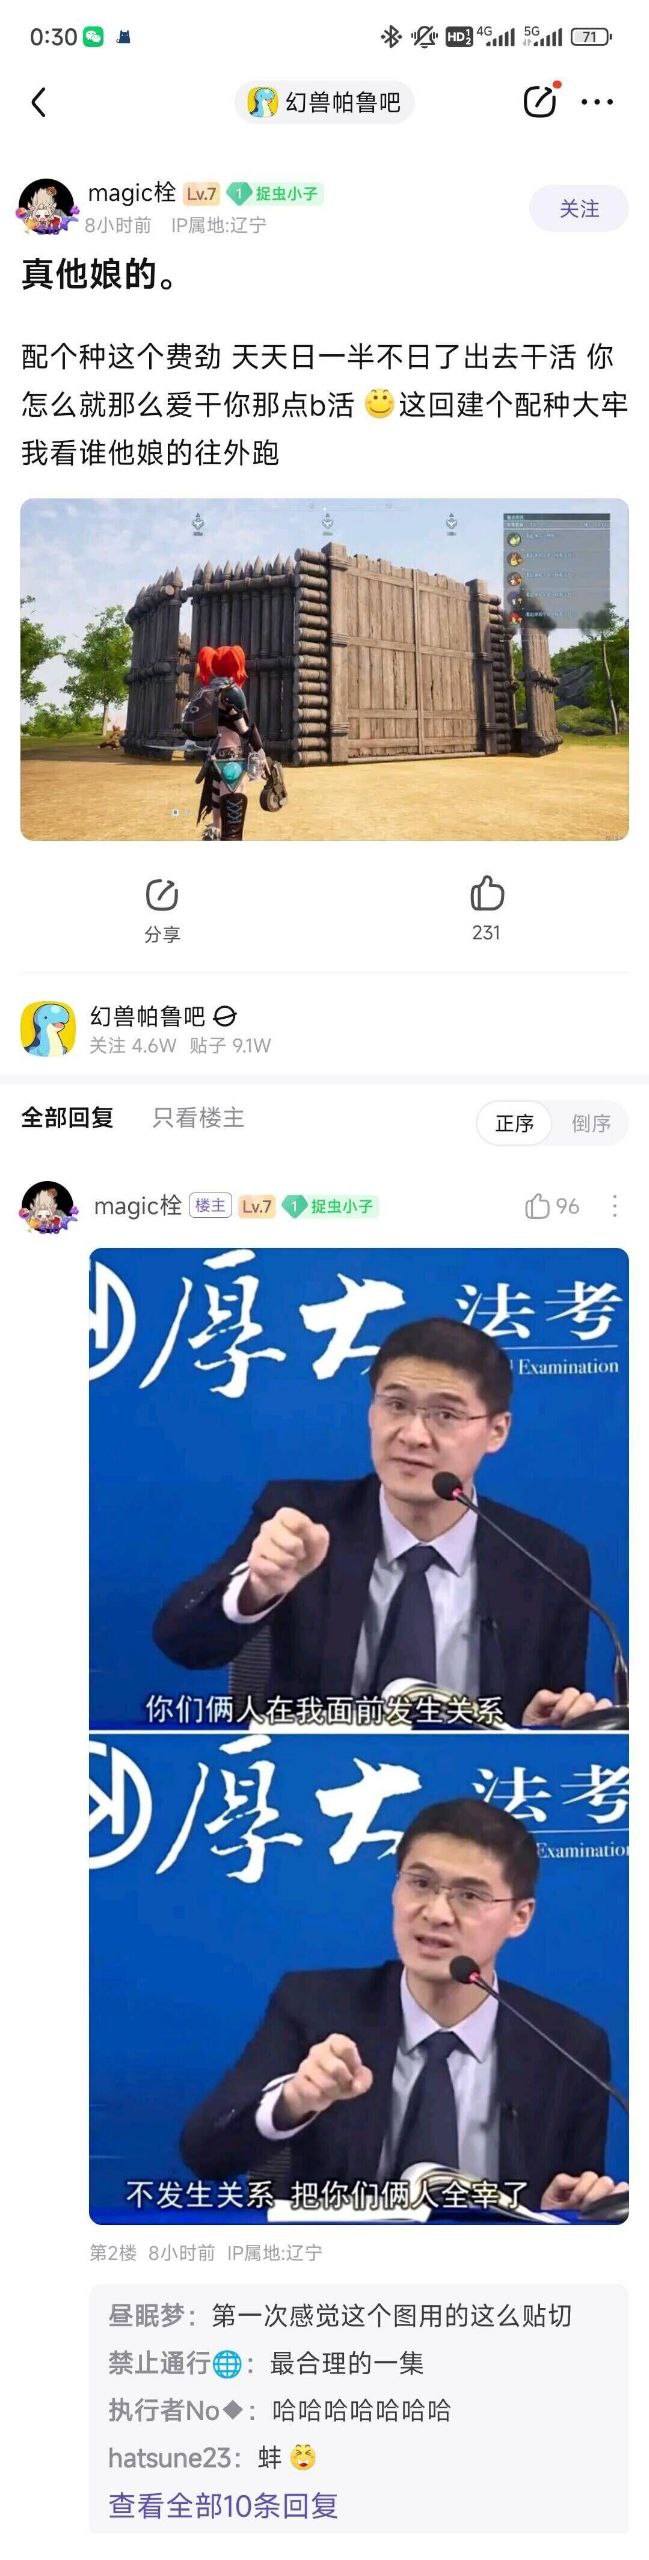 0:30
HD 1 2 4G 5G 71
幻兽帕鲁吧
magic栓 Lv.7 1 捉虫小子
关注
8小时前 IP属地:辽宁
真他娘的。
配个种这个费劲 天天日一半不日了出去干活 你
怎么就那么爱干你那点b活 😊这回建个配种大牢
我看谁他娘的往外跑
分享
231
幻兽帕鲁吧
关注 4.6W 贴子 9.1W
全部回复 只看楼主 正序 倒序
magic栓 楼主 Lv.7 1 捉虫小子 96
厚大 法考
Examination
你们俩人在我面前发生关系
厚大 法考
Examination
不发生关系 把你们俩人全宰了
第2楼 8小时前 IP属地:辽宁
昼眠梦：第一次感觉这个图用的这么贴切
禁止通行🌐：最合理的一集
执行者No◆：哈哈哈哈哈哈哈
hatsune23：蚌😆
查看全部10条回复